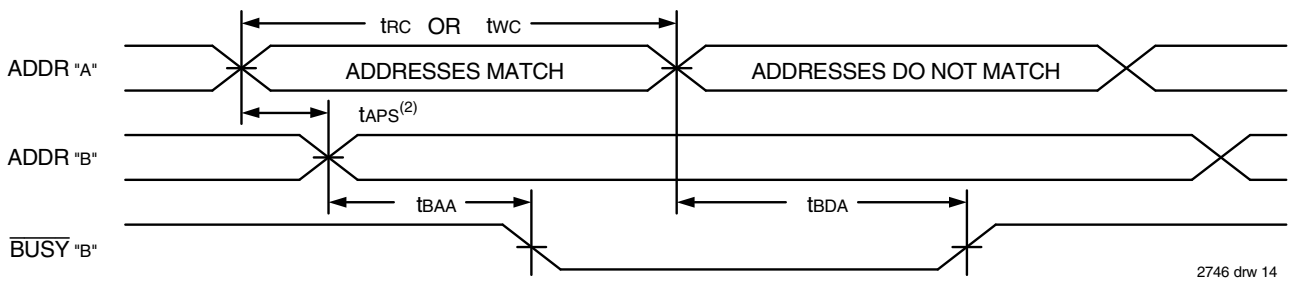 tRC OR tWC
ADDR "A"
ADDRESSES MATCH
ADDRESSES DO NOT MATCH
tAPS(2)
ADDR "B"
tBAA
tBDA
BUSY "B"
2746 drw 14